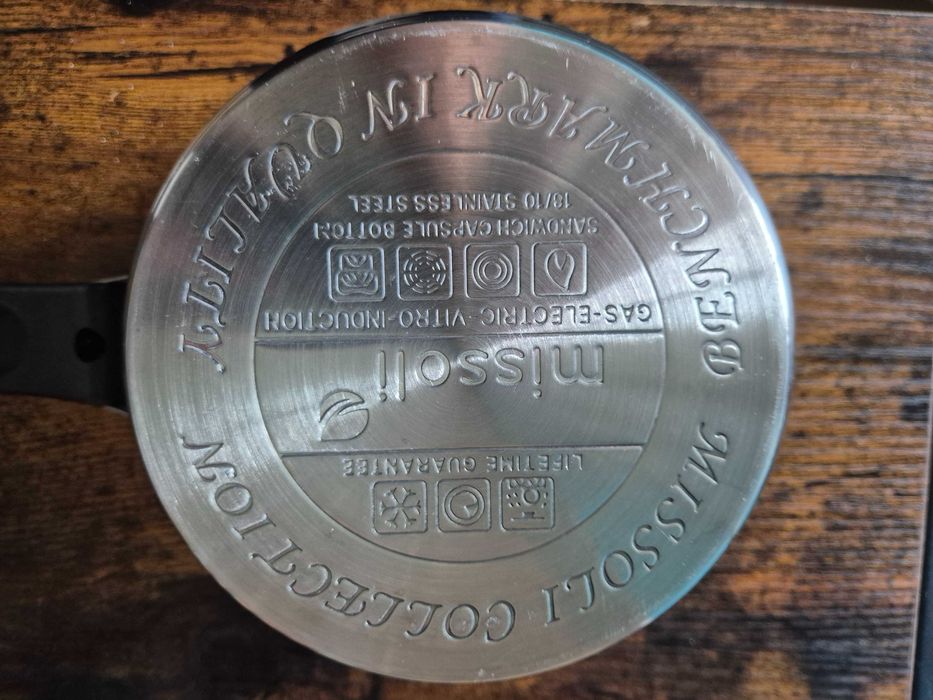 MISSOLI COLLECTION
BENCHMARK IN QUALITY
LIFETIME GUARANTEE
missoli
GAS-ELECTRIC-VITRO-INDUCTION
SANDWICH CAPSULE BOTTOM
18/10 STAINLESS STEEL